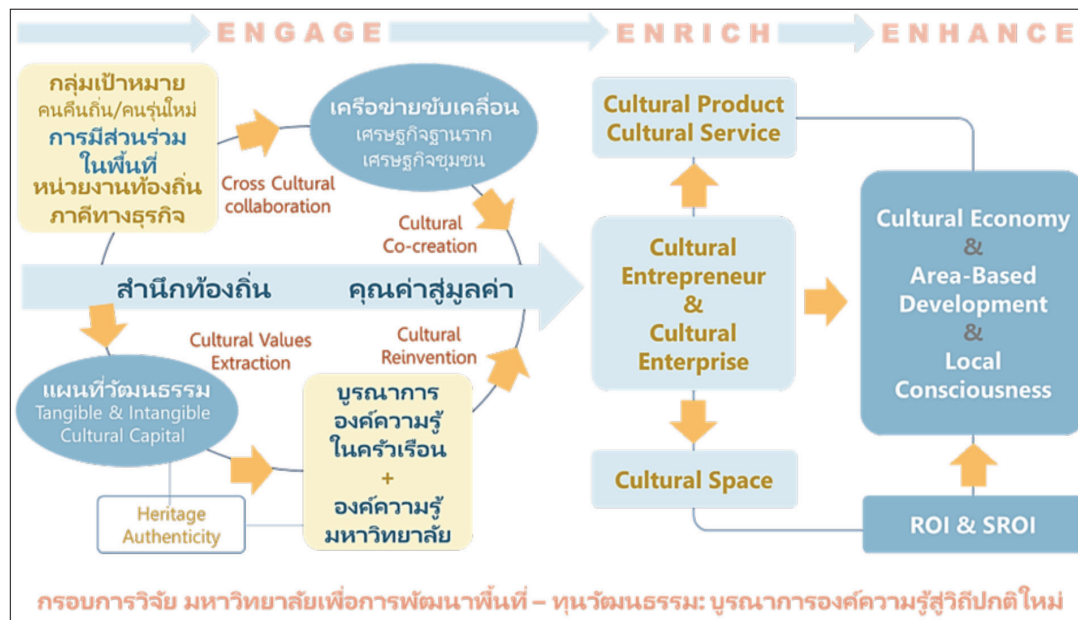 ENGAGE
ENRICH
ENHANCE
กลุ่มเป้าหมาย
คนคืนถิ่น/คนรุ่นใหม่
การมีส่วนร่วม
ในพื้นที่
หน่วยงานท้องถิ่น
ภาคีทางธุรกิจ
เครือข่ายขับเคลื่อน
เศรษฐกิจฐานราก
เศรษฐกิจชุมชน
Cross Cultural
collaboration
Cultural
Co-creation
สำนึกท้องถิ่น
คุณค่าสู่มูลค่า
Cultural Values
Extraction
Cultural
Reinvention
แผนที่วัฒนธรรม
Tangible & Intangible
Cultural Capital
Heritage
Authenticity
บูรณาการ
องค์ความรู้
ในครัวเรือน
+
องค์ความรู้
มหาวิทยาลัย
Cultural Product
Cultural Service
Cultural
Entrepreneur
&
Cultural
Enterprise
Cultural Space
Cultural Economy
&
Area-Based
Development
&
Local
Consciousness
ROI & SROI
กรอบการวิจัย มหาวิทยาลัยเพื่อการพัฒนาพื้นที่ – ทุนวัฒนธรรม: บูรณาการองค์ความรู้สู่วิถีปกติใหม่